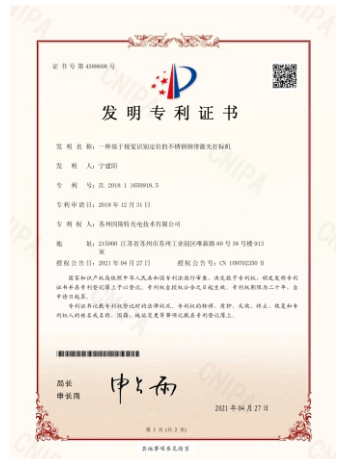 证书号第4388698号
发明专利证书
发 明 名 称：一种基于视觉识别定位的不锈钢钢带激光打标机
发 明 人：宁建阳
专 利 号：ZL 2018 1 1650918.5
专利申请日：2018年12月31日
专 利 权 人：苏州因斯特光电技术有限公司
地 址：215000 江苏省苏州市苏州工业园区唯新路60号36号楼913
室
授权公告日：2021年04月27日 授权公告号：CN 109702350 B
国家知识产权局依照中华人民共和国专利法进行审查，决定授予专利权，颁发发明专利
证书并在专利登记簿上予以登记。专利权自授权公告之日起生效。专利权期限为二十年，自
申请日起算。
专利证书记载专利权登记时的法律状况。专利权的转移、质押、无效、终止、恢复和专
利权人的姓名或名称、国籍、地址变更等事项记载在专利登记簿上。
局长
申长雨
申长雨
2021年04月27日
第 1 页 (共 2 页)
其他事项参见续页
CNIPA